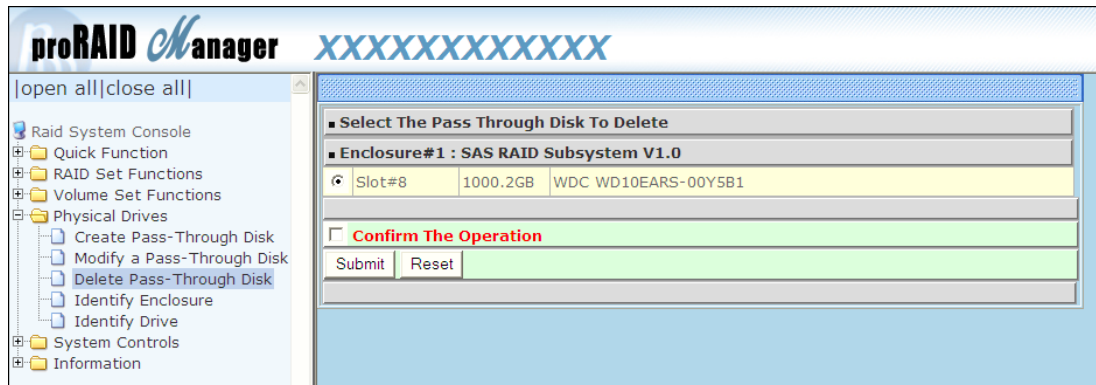 proRAID Manager XXXXXXXXXXXX
|open all|close all|
Raid System Console
Quick Function
RAID Set Functions
Volume Set Functions
Physical Drives
Create Pass-Through Disk
Modify a Pass-Through Disk
Delete Pass-Through Disk
Identify Enclosure
Identify Drive
System Controls
Information
Select The Pass Through Disk To Delete
Enclosure#1 : SAS RAID Subsystem V1.0
Slot#8 1000.2GB WDC WD10EARS-00Y5B1
Confirm The Operation
Submit Reset